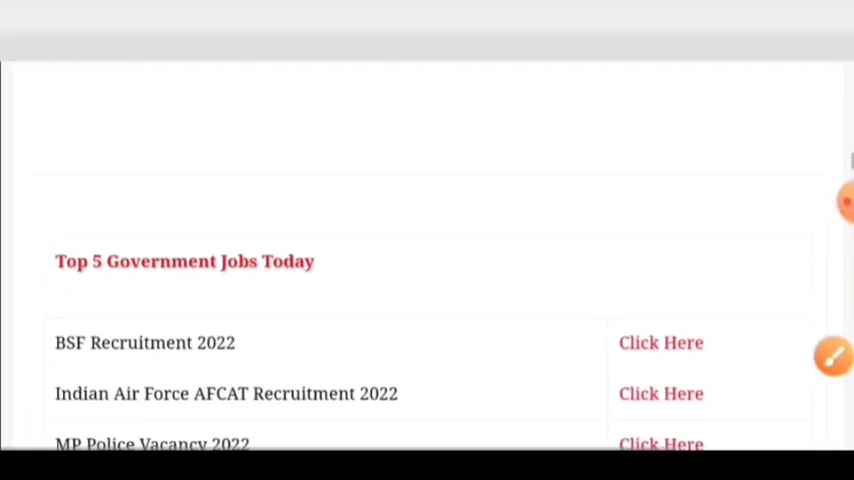 Top 5 Government Jobs Today
BSF Recruitment 2022 Click Here
Indian Air Force AFCAT Recruitment 2022 Click Here
MP Police Vacancy 2022 Click Here